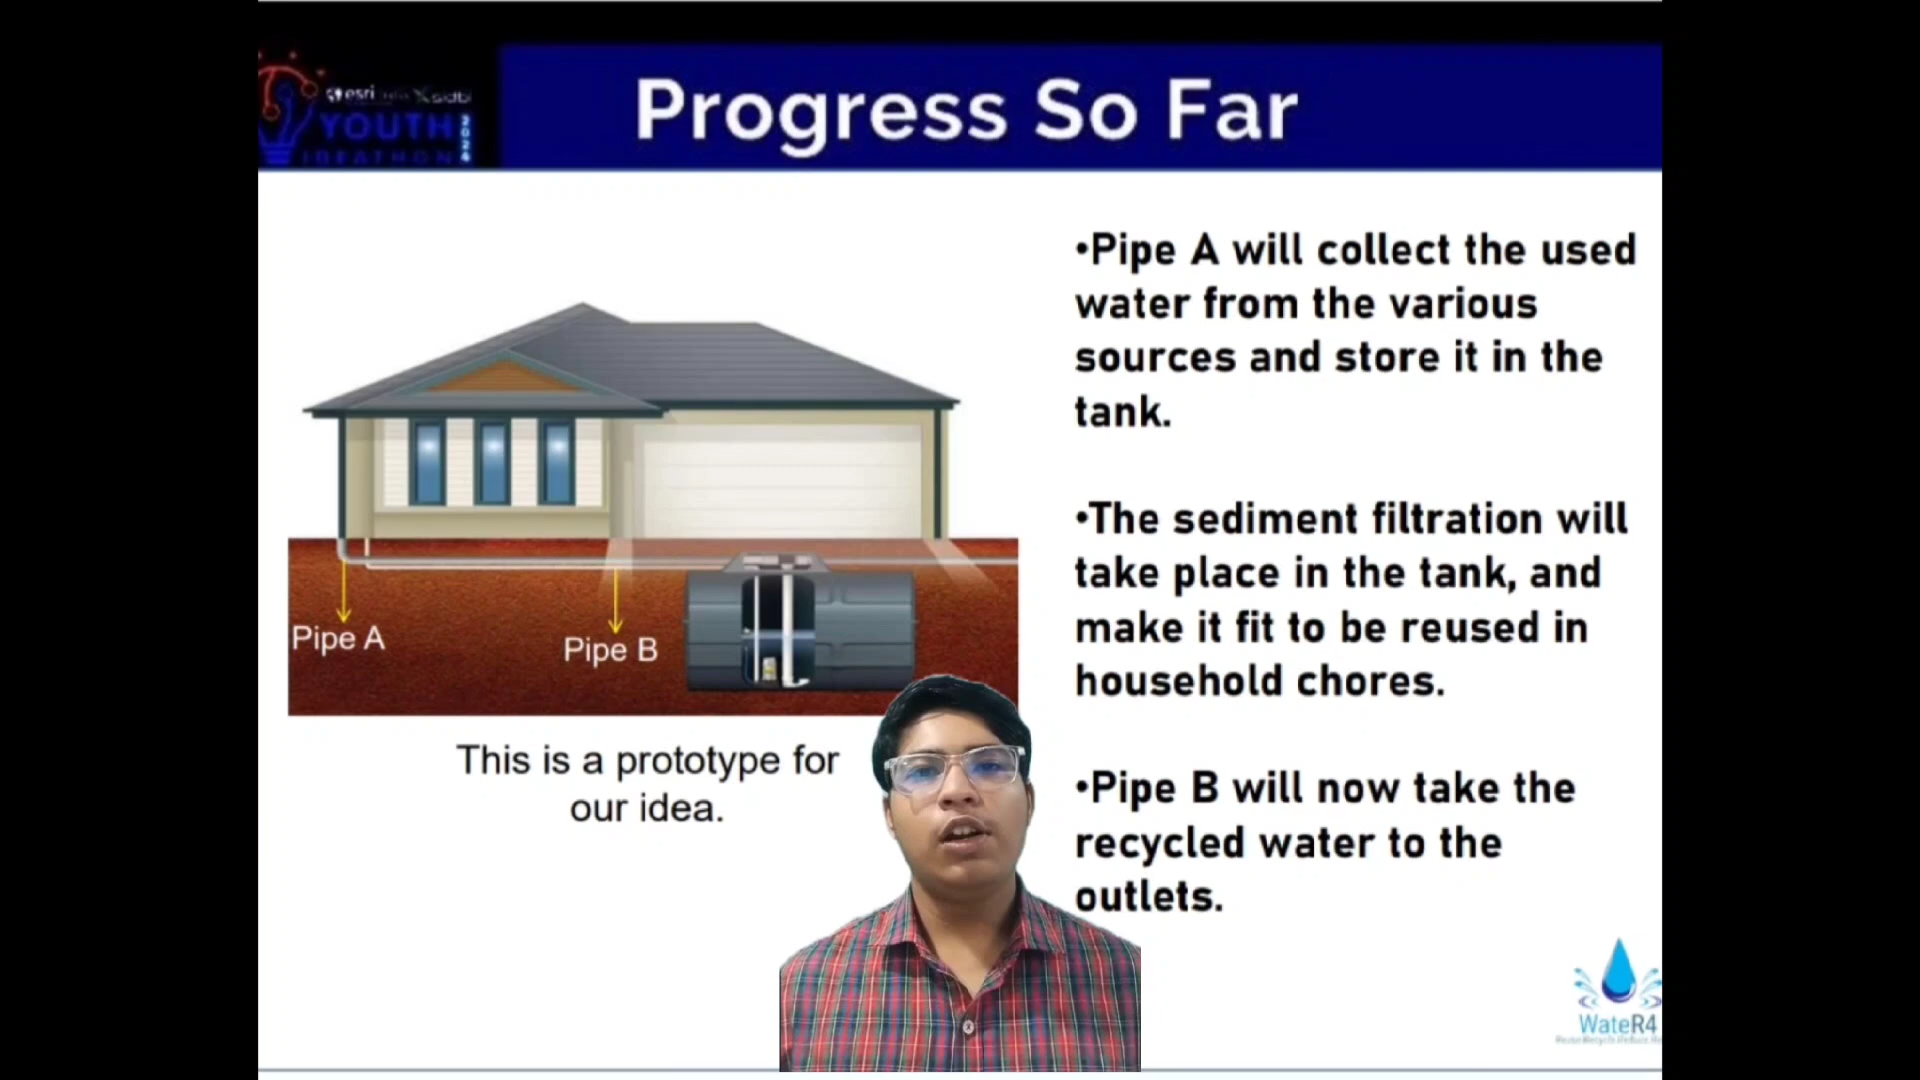 esri
YOUTH
2024
IDEATHON
Progress So Far
•Pipe A will collect the used
water from the various
sources and store it in the
tank.
•The sediment filtration will
take place in the tank, and
make it fit to be reused in
household chores.
•Pipe B will now take the
recycled water to the
outlets.
Pipe A
Pipe B
This is a prototype for
our idea.
WateR4